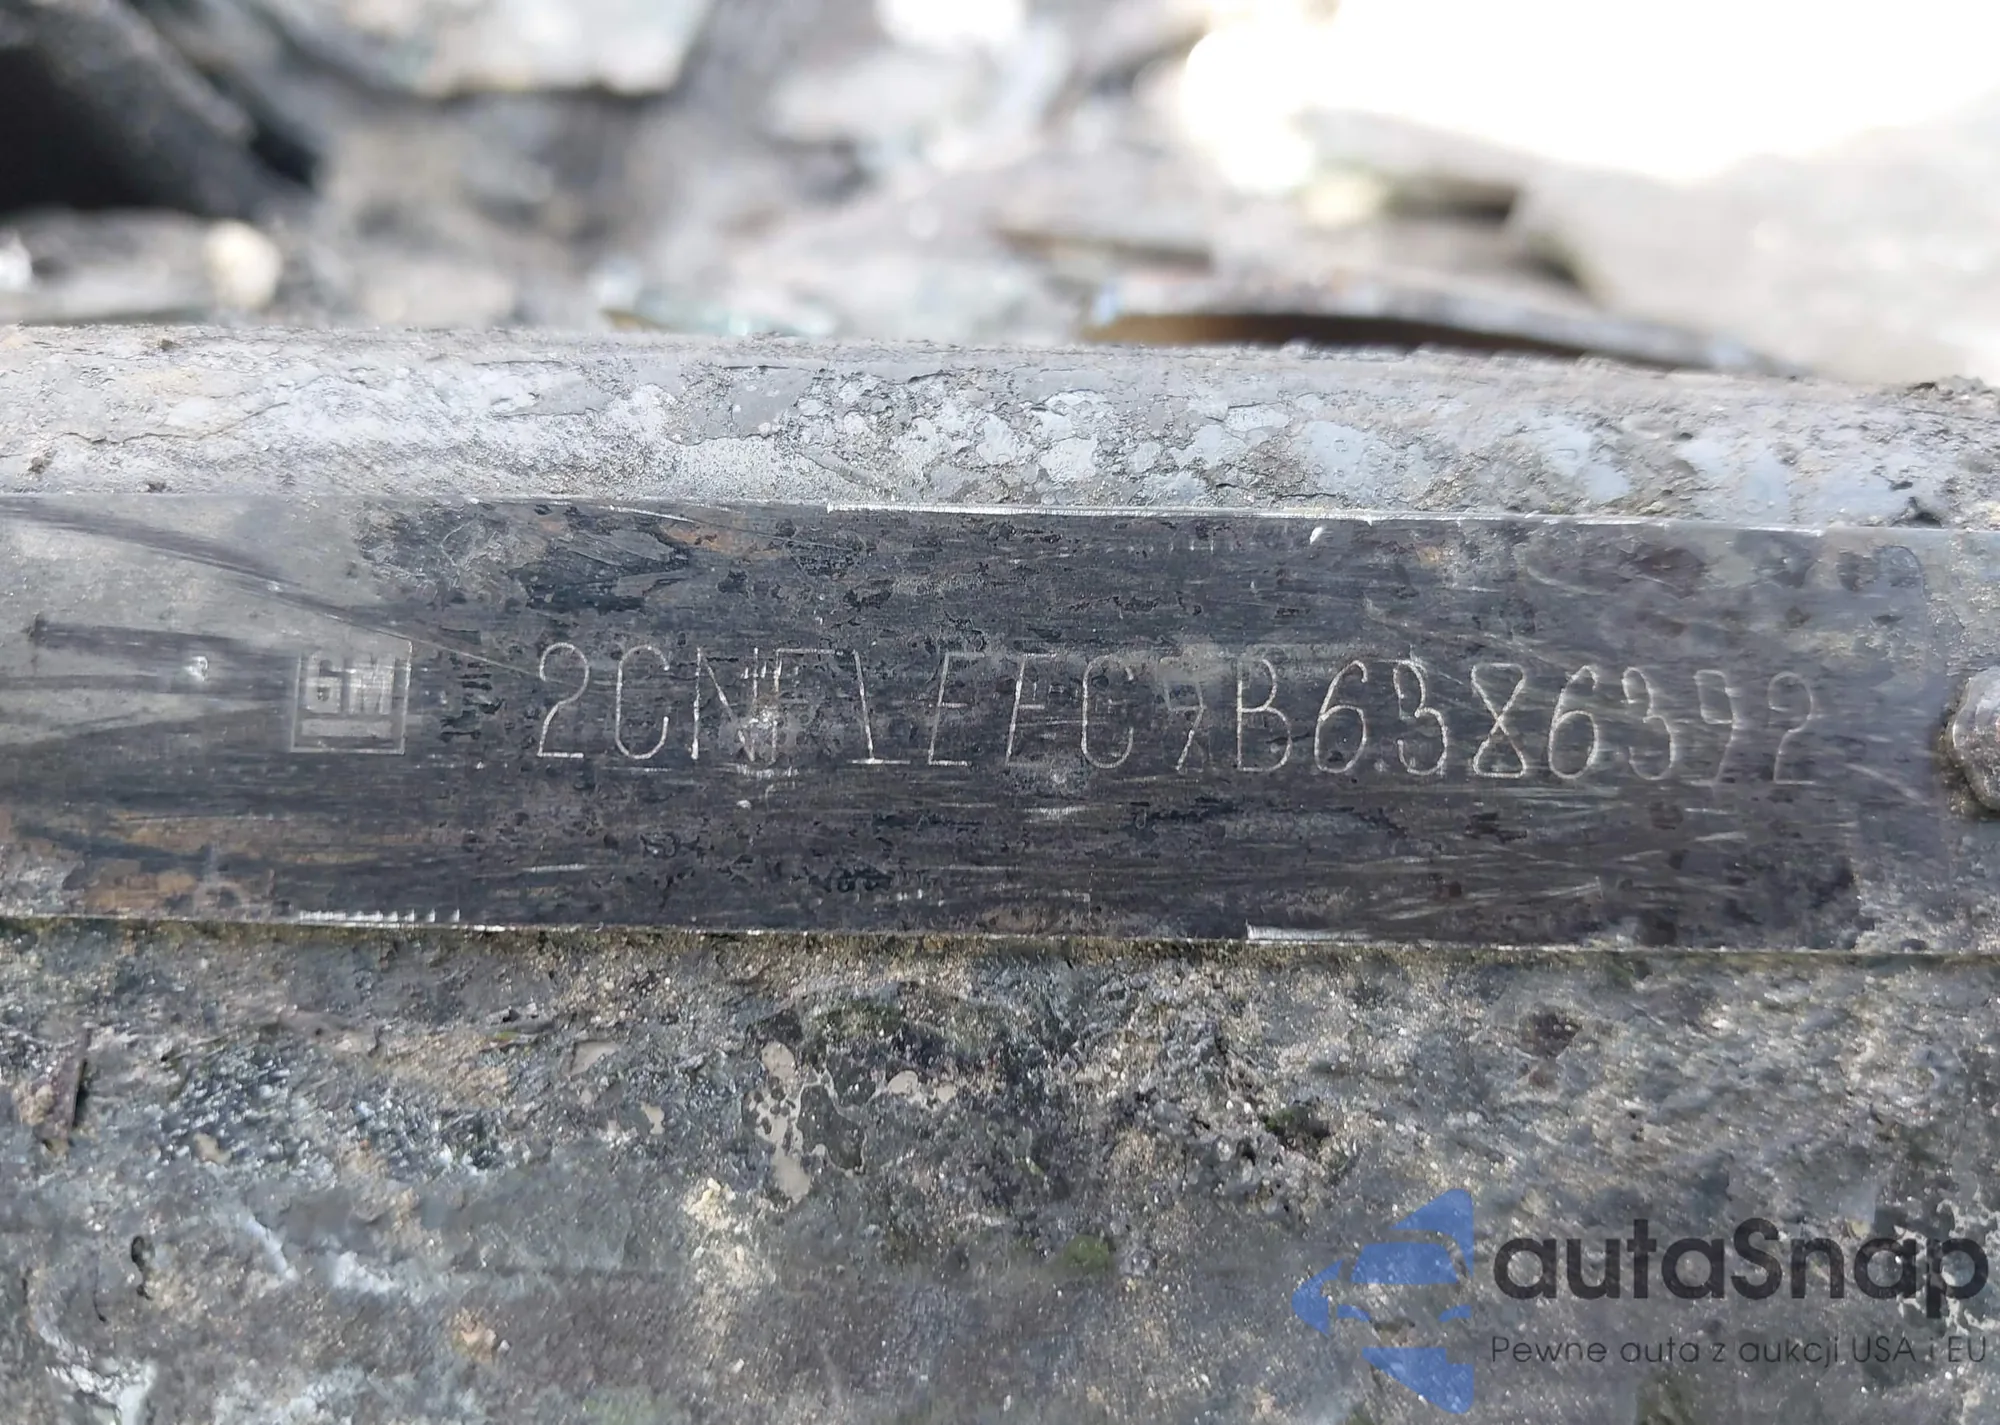 GM 2CNFLEEC9B6386392
autaSnap
Pewne auta z aukcji USA i EU